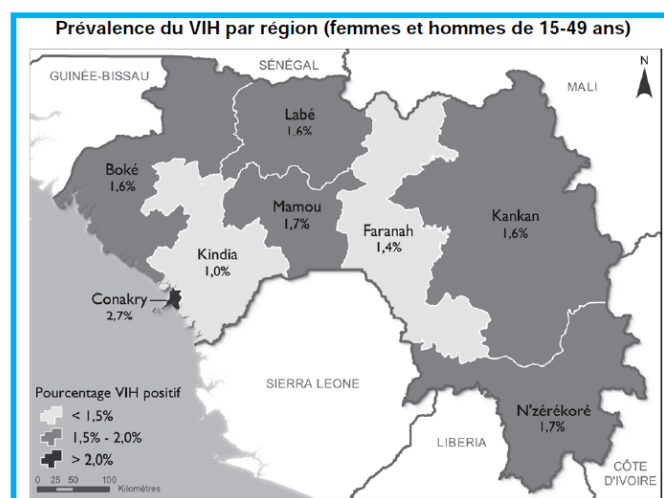 Prévalence du VIH par région (femmes et hommes de 15-49 ans)
SÉNÉGAL
N
GUINÉE-BISSAU
MALI
Labé
1,6%
Boké
1,6%
Mamou
1,7%
Faranah
1,4%
Kankan
1,6%
Kindia
1,0%
Conakry
2,7%
SIERRA LEONE
Pourcentage VIH positif
< 1,5%
1,5% - 2,0%
> 2,0%
0 25 50 100
Kilomètres
N'zérékoré
1,7%
LIBERIA
CÔTE
D'IVOIRE